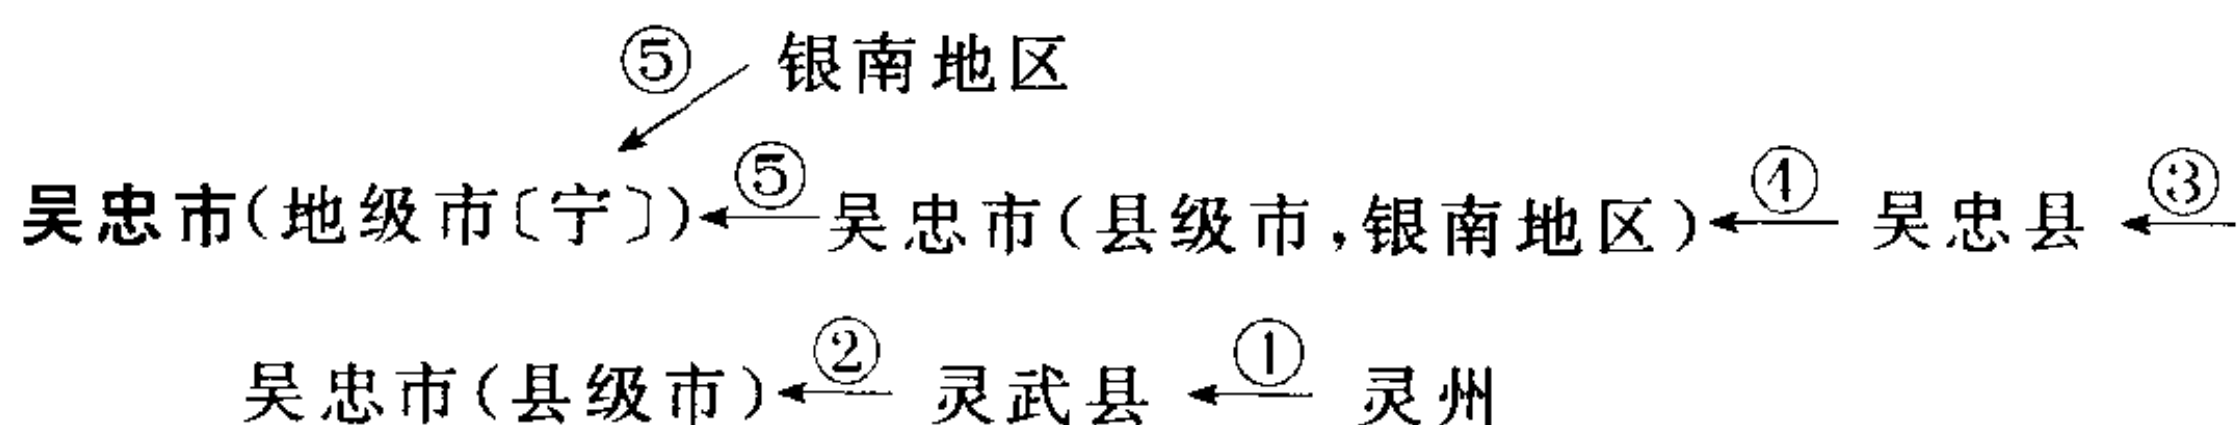 ⑤ 银南地区
吴忠市(地级市〔宁〕)←⑤吴忠市(县级市,银南地区)←④吴忠县←③
吴忠市(县级市)←②灵武县←①灵州